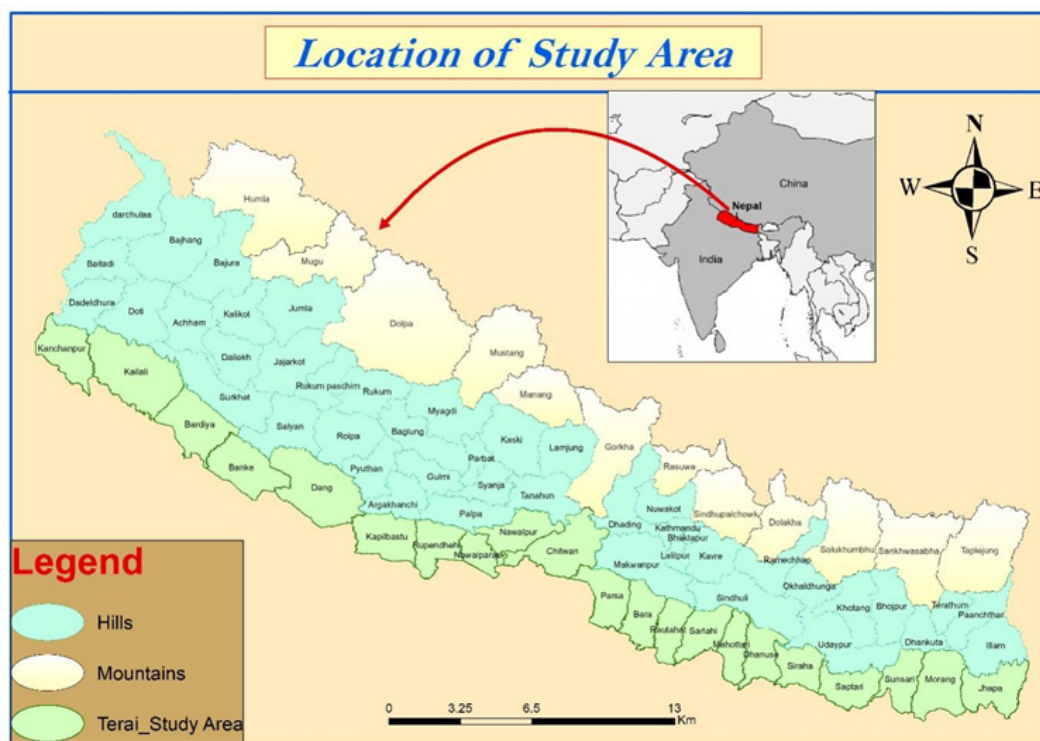 Location of Study Area
China
Nepal
India
N
W
E
S
Humla
darchulaa
Bajhang
Mugu
Baitadi
Bajura
Dadeldhura
Doti
Achham
Kalikot
Jumla
Dolpa
Mustang
Kanchanpur
Kailali
Dailekh
Jajarkot
Rukum paschim
Rukum
Manang
Surkhet
Myagdi
Bardiya
Salyan
Rolpa
Baglung
Kaski
Lamjung
Gorkha
Parbat
Banke
Dang
Pyuthan
Gulmi
Syanja
Tanahun
Rasuwa
Sindhupalchowk
Argakhanchi
Palpa
Nuwakot
Dolakha
Dhading
Kathmandu
Bhaktapur
Kapilbastu
Rupendhehi
Nawalparasi
Nawalpur
Chitwan
Lalitpur
Kavre
Ramechhap
Solukhumbu
Sankhwasabha
Taplejung
Makwanpur
Okhaldhunga
Sindhuli
Khotang
Bhojpur
Terathum
Paanchthar
Parsa
Bara
Rautahat
Sarlahi
Mahottari
Dhanusa
Siraha
Udaypur
Dhankuta
Illam
Saptari
Sunsari
Morang
Jhapa
Legend
Hills
Mountains
Terai_Study Area
0 3.25 6.5 13
Km